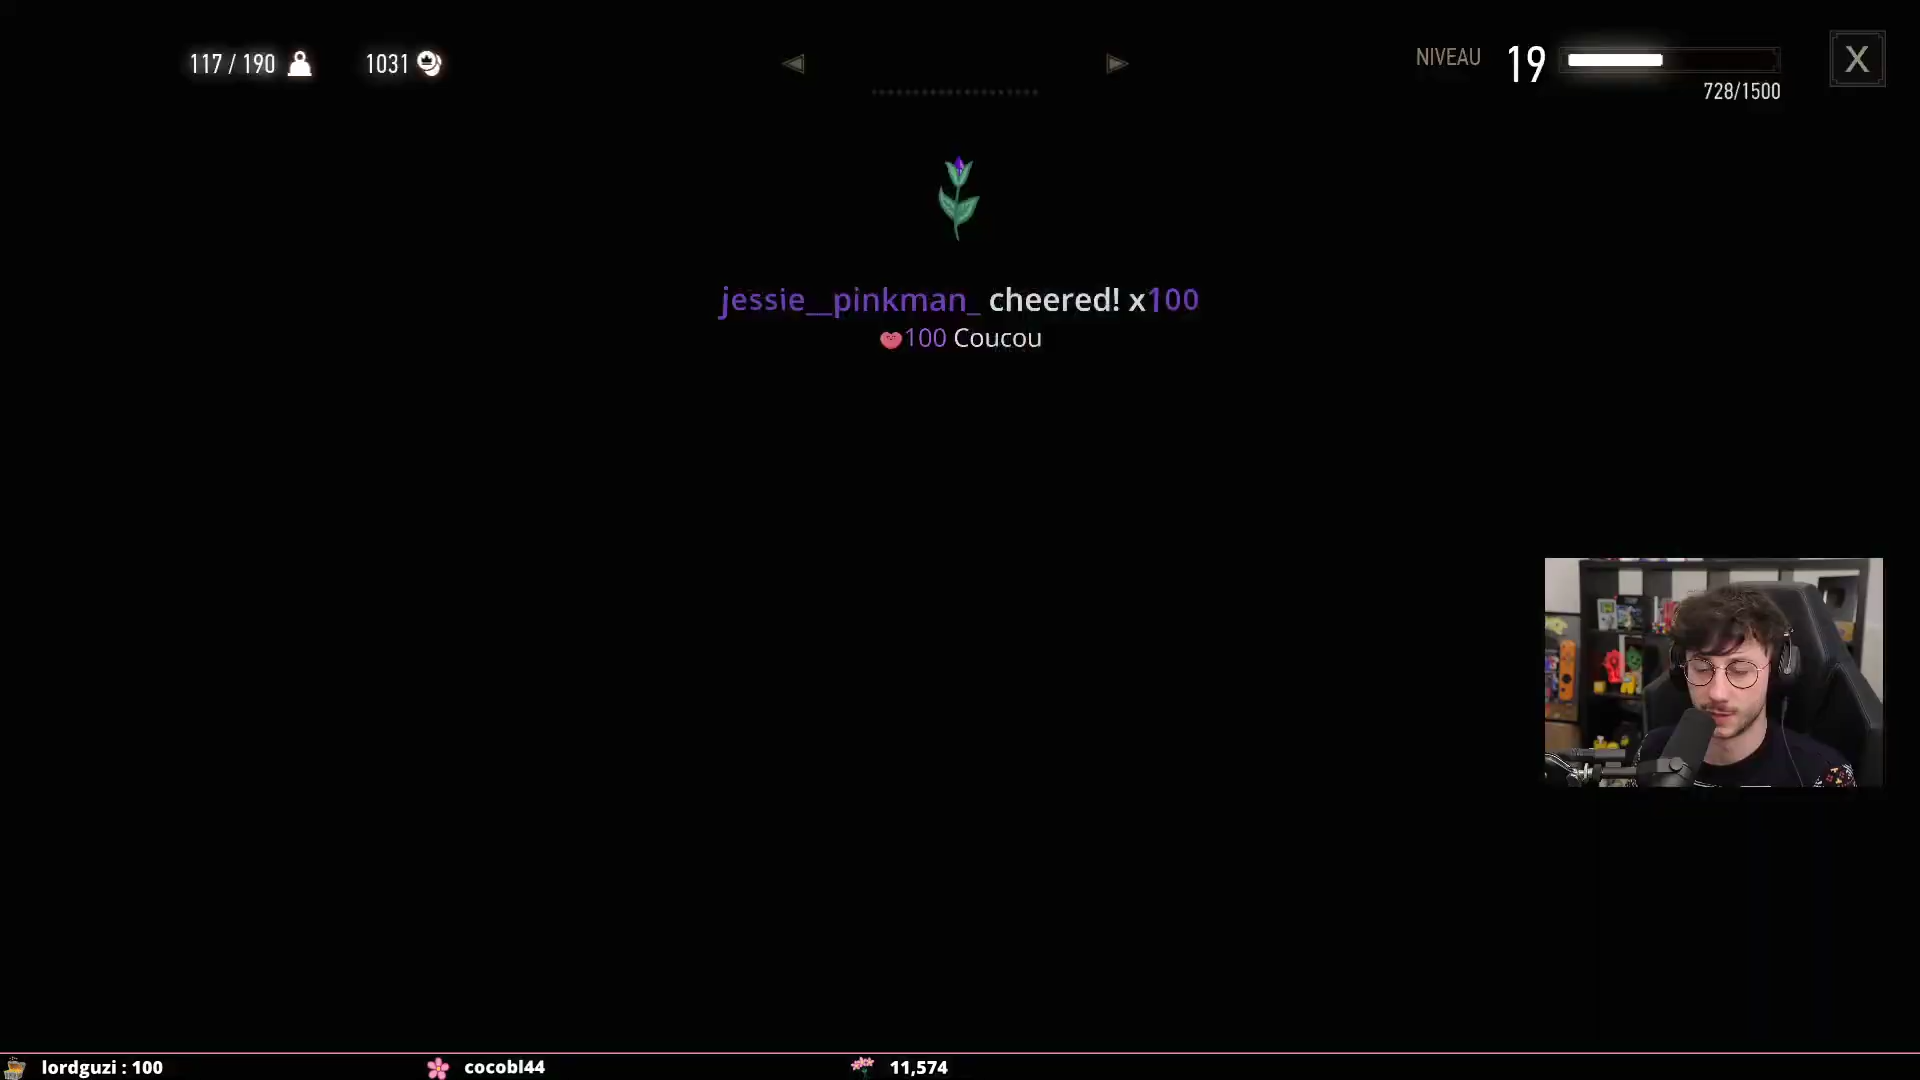 117 / 190
1031
NIVEAU 19
728/1500
X
jessie__pinkman_ cheered! x100
100 Coucou
lordguzi : 100
cocobl44
11,574